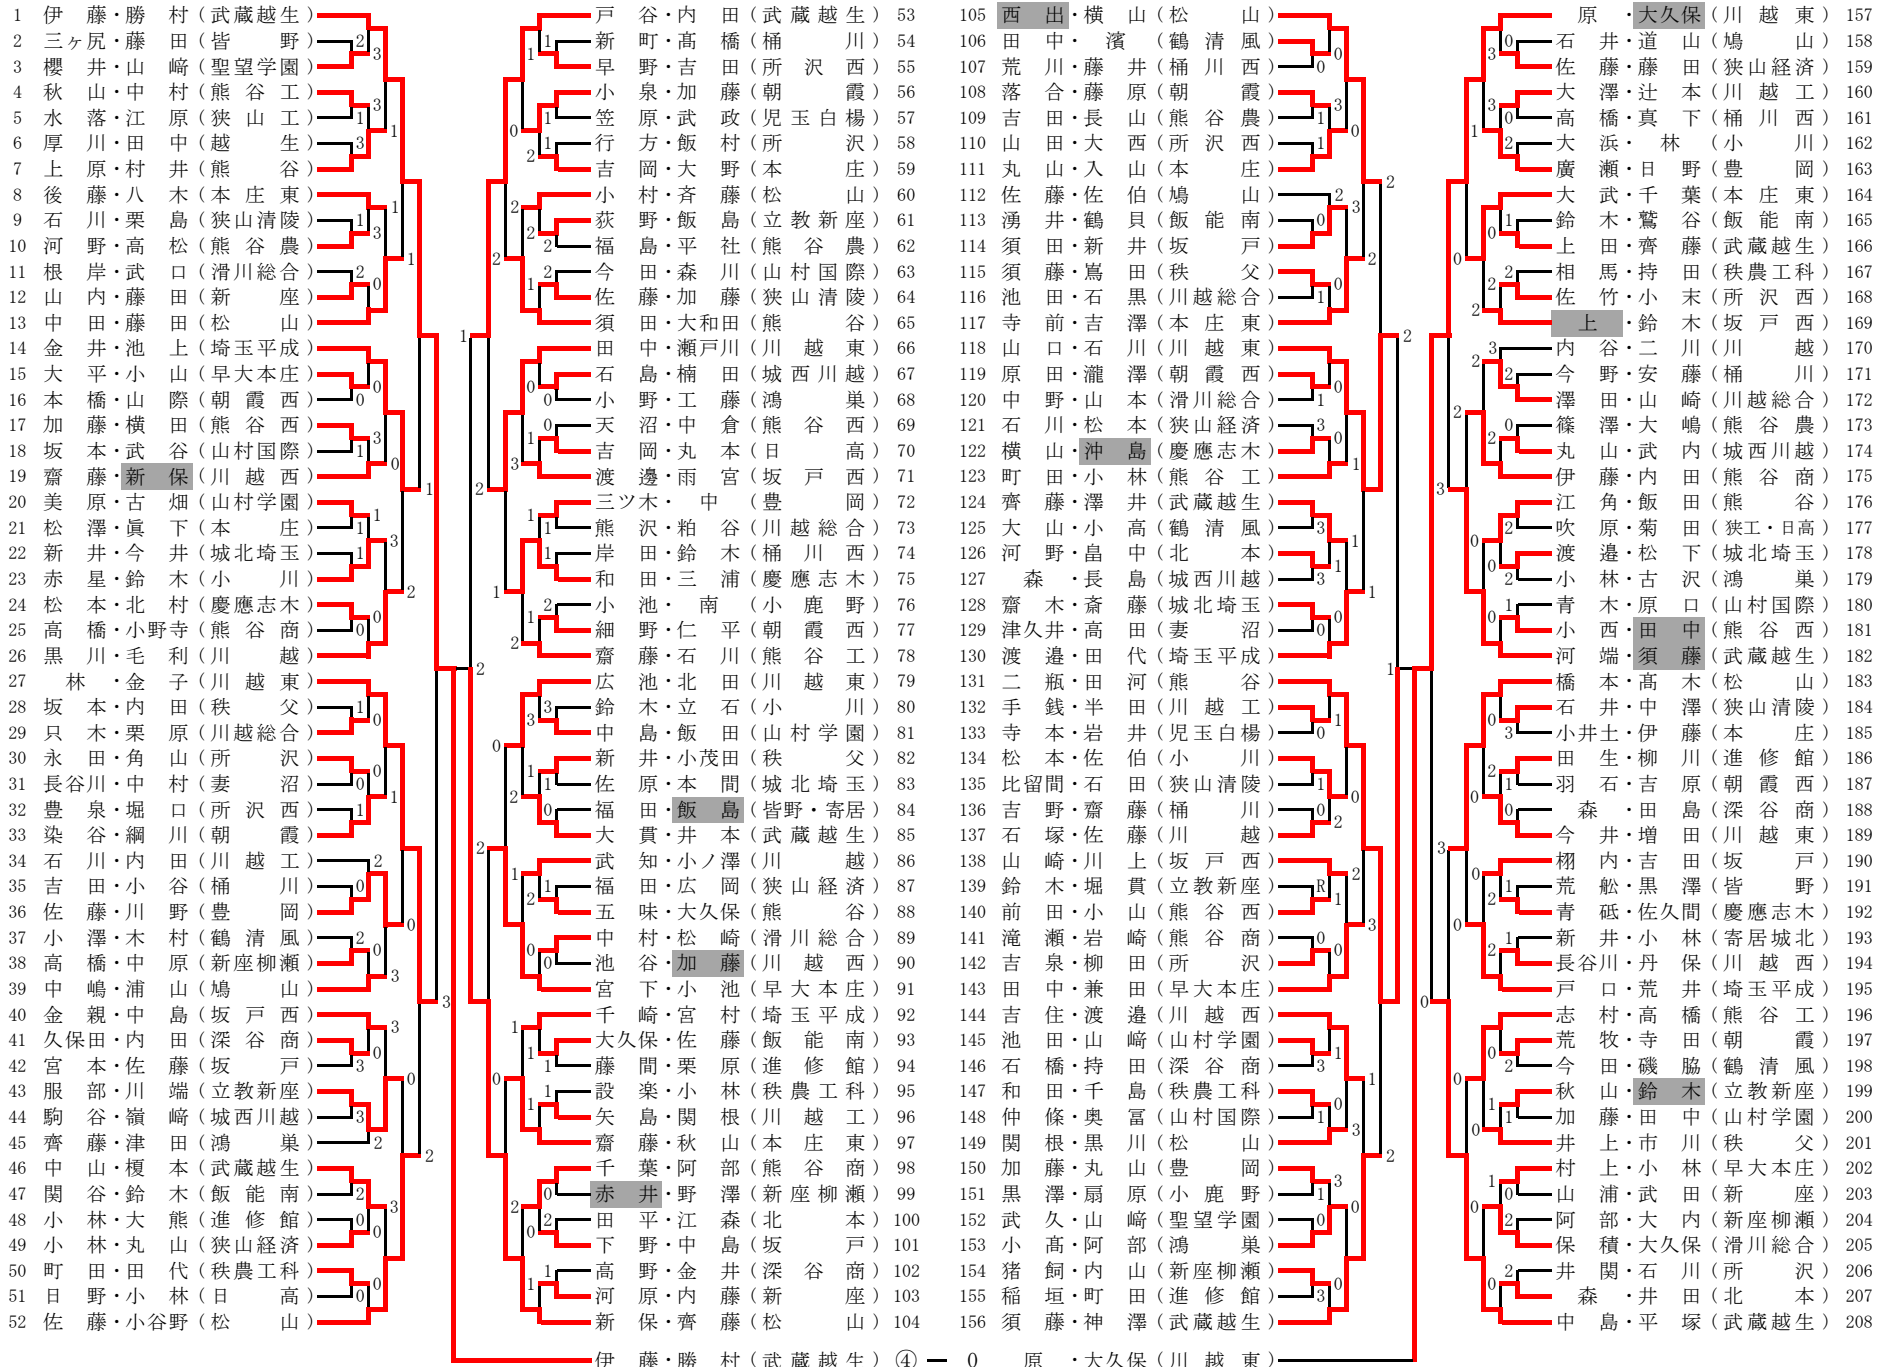 1 伊藤・勝村(武蔵越生)
2 三ヶ尻・藤田(皆野)
3 櫻井・山﨑(聖望学園)
4 秋山・中村(熊谷工)
5 水落・江原(狭山工)
6 厚川・田中(越生)
7 上原・村井(熊谷)
8 後藤・八木(本庄東)
9 石川・栗島(狭山清陵)
10 河野・高松(熊谷農)
11 根岸・武口(滑川総合)
12 山内・藤田(新座)
13 中田・藤田(松山)
14 金井・池上(埼玉平成)
15 大平・小山(早大本庄)
16 本橋・山際(朝霞西)
17 加藤・横田(熊谷西)
18 坂本・武谷(山村国際)
19 齋藤・新保(川越西)
20 美原・古畑(山村学園)
21 松澤・眞下(本庄)
22 新井・今井(城北埼玉)
23 赤星・鈴木(小川)
24 松本・北村(慶應志木)
25 高橋・小野寺(熊谷商)
26 黒川・毛利(川越)
27 林・金子(川越東)
28 坂本・内田(秩父)
29 只木・栗原(川越総合)
30 永田・角山(所沢)
31 長谷川・中村(妻沼)
32 豊泉・堀口(所沢西)
33 染谷・綱川(朝霞)
34 石川・内田(川越工)
35 吉田・小谷(桶川)
36 佐藤・川野(豊岡)
37 小澤・木村(鶴清風)
38 高橋・中原(新座柳瀬)
39 中嶋・浦山(鳩山)
40 金親・中島(坂戸西)
41 久保田・内田(深谷商)
42 宮本・佐藤(坂戸)
43 服部・川端(立教新座)
44 駒谷・嶺﨑(城西川越)
45 齊藤・津田(鴻巣)
46 中山・榎本(武蔵越生)
47 関谷・鈴木(飯能南)
48 小林・大熊(進修館)
49 小林・丸山(狭山経済)
50 町田・田代(秩農工科)
51 日野・小林(日高)
52 佐藤・小谷野(松山)
戸谷・内田(武蔵越生) 53
新町・髙橋(桶川) 54
早野・吉田(所沢西) 55
小泉・加藤(朝霞) 56
笠原・武政(児玉白楊) 57
行方・飯村(所沢) 58
吉岡・大野(本庄) 59
小村・斉藤(松山) 60
荻野・飯島(立教新座) 61
福島・平社(熊谷農) 62
今田・森川(山村国際) 63
佐藤・加藤(狭山清陵) 64
須田・大和田(熊谷) 65
田中・瀬戸川(川越東) 66
石島・楠田(城西川越) 67
小野・工藤(鴻巣) 68
天沼・中倉(熊谷西) 69
吉岡・丸本(日高) 70
渡邊・雨宮(坂戸西) 71
三ツ木・中(豊岡) 72
熊沢・粕谷(川越総合) 73
岸田・鈴木(桶川西) 74
和田・三浦(慶應志木) 75
小池・南(小鹿野) 76
細野・仁平(朝霞西) 77
齋藤・石川(熊谷工) 78
広池・北田(川越東) 79
鈴木・立石(小川) 80
中島・飯田(山村学園) 81
新井・小茂田(秩父) 82
佐原・本間(城北埼玉) 83
福田・飯島(皆野・寄居) 84
大貫・井本(武蔵越生) 85
武知・小ノ澤(川越) 86
福田・広岡(狭山経済) 87
五味・大久保(熊谷) 88
中村・松崎(滑川総合) 89
池谷・加藤(川越西) 90
宮下・小池(早大本庄) 91
千崎・宮村(埼玉平成) 92
大久保・佐藤(飯能南) 93
藤間・栗原(進修館) 94
設楽・小林(秩農工科) 95
矢島・関根(川越工) 96
齋藤・秋山(本庄東) 97
千葉・阿部(熊谷商) 98
赤井・野澤(新座柳瀬) 99
田平・江森(北本) 100
下野・中島(坂戸) 101
高野・金井(深谷商) 102
河原・内藤(新座) 103
新保・齊藤(松山) 104
105 西出・横山(松山)
106 田中・濱(鶴清風)
107 荒川・藤井(桶川西)
108 落合・藤原(朝霞)
109 吉田・長山(熊谷農)
110 山田・大西(所沢西)
111 丸山・入山(本庄)
112 佐藤・佐伯(鳩山)
113 湧井・鶴貝(飯能南)
114 須田・新井(坂戸)
115 須藤・嶌田(秩父)
116 池田・石黒(川越総合)
117 寺前・吉澤(本庄東)
118 山口・石川(川越東)
119 原田・瀧澤(朝霞西)
120 中野・山本(滑川総合)
121 石川・松本(狭山経済)
122 横山・沖島(慶應志木)
123 町田・小林(熊谷工)
124 齊藤・澤井(武蔵越生)
125 大山・小高(鶴清風)
126 河野・畠中(北本)
127 森・長島(城西川越)
128 齋木・斎藤(城北埼玉)
129 津久井・高田(妻沼)
130 渡邉・田代(埼玉平成)
131 二瓶・田河(熊谷)
132 手銭・半田(川越工)
133 寺本・岩井(児玉白楊)
134 松本・佐伯(小川)
135 比留間・石田(狭山清陵)
136 吉野・齋藤(桶川)
137 石塚・佐藤(川越)
138 山崎・川上(坂戸西)
139 鈴木・堀貫(立教新座)
140 前田・小山(熊谷西)
141 滝瀬・岩崎(熊谷商)
142 吉泉・柳田(所沢)
143 田中・兼田(早大本庄)
144 吉住・渡邉(川越西)
145 池田・山﨑(山村学園)
146 石橋・持田(深谷商)
147 和田・千島(秩農工科)
148 仲條・奥冨(山村国際)
149 関根・黒川(松山)
150 加藤・丸山(豊岡)
151 黒澤・扇原(小鹿野)
152 武久・山﨑(聖望学園)
153 小髙・阿部(鴻巣)
154 猪飼・内山(新座柳瀬)
155 稲垣・町田(進修館)
156 須藤・神澤(武蔵越生)
原・大久保(川越東) 157
石井・道山(鳩山) 158
佐藤・藤田(狭山経済) 159
大澤・辻本(川越工) 160
高橋・真下(桶川西) 161
大浜・林(小川) 162
廣瀬・日野(豊岡) 163
大武・千葉(本庄東) 164
鈴木・鷲谷(飯能南) 165
上田・齊藤(武蔵越生) 166
相馬・持田(秩農工科) 167
佐竹・小末(所沢西) 168
上・鈴木(坂戸西) 169
内谷・二川(川越) 170
今野・安藤(桶川) 171
澤田・山崎(川越総合) 172
篠澤・大嶋(熊谷農) 173
丸山・武内(城西川越) 174
伊藤・内田(熊谷商) 175
江角・飯田(熊谷) 176
吹原・菊田(狭工・日高) 177
渡邉・松下(城北埼玉) 178
小林・古沢(鴻巣) 179
青木・原口(山村国際) 180
小西・田中(熊谷西) 181
河端・須藤(武蔵越生) 182
橋本・髙木(松山) 183
石井・中澤(狭山清陵) 184
小井土・伊藤(本庄) 185
田生・柳川(進修館) 186
羽石・吉原(朝霞西) 187
森・田島(深谷商) 188
今井・増田(川越東) 189
栩内・吉田(坂戸) 190
荒舩・黒澤(皆野) 191
青砥・佐久間(慶應志木) 192
新井・小林(寄居城北) 193
長谷川・丹保(川越西) 194
戸口・荒井(埼玉平成) 195
志村・高橋(熊谷工) 196
荒牧・寺田(朝霞) 197
今田・磯脇(鶴清風) 198
秋山・鈴木(立教新座) 199
加藤・田中(山村学園) 200
井上・市川(秩父) 201
村上・小林(早大本庄) 202
山浦・武田(新座) 203
阿部・大内(新座柳瀬) 204
保積・大久保(滑川総合) 205
井関・石川(所沢) 206
森・井田(北本) 207
中島・平塚(武蔵越生) 208
伊藤・勝村(武蔵越生) ④ ー 0 原・大久保(川越東)